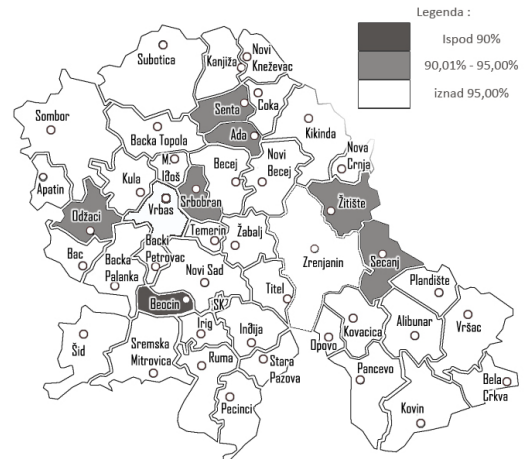 Legenda :
Ispod 90%
90,01% - 95,00%
iznad 95,00%
Subotica
Kanjiža
Novi
Kneževac
Senta
Coka
Sombor
Backa Topola
Ada
Kikinda
Nova
Crnja
Apatin
Kula
M.
Iđoš
Becej
Novi
Becej
Srbobran
Vrbas
Žitište
Odžaci
Temerin
Žabalj
Bac
Backa
Palanka
Backi
Petrovac
Novi Sad
Zrenjanin
Secanj
Plandište
Beocin
SK
Titel
Šid
Sremska
Mitrovica
Irig
Ruma
Inđija
Stara
Pazova
Opovo
Kovacica
Alibunar
Vršac
Pecinci
Pancevo
Kovin
Bela
Crkva